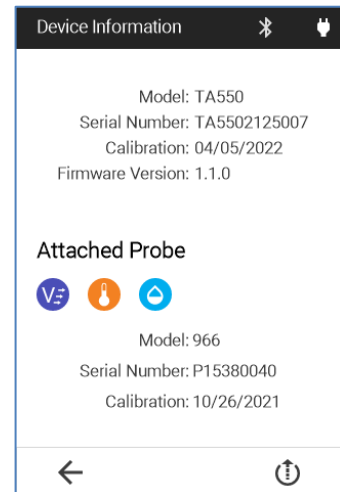 Device Information
Model: TA550
Serial Number: TA5502125007
Calibration: 04/05/2022
Firmware Version: 1.1.0
Attached Probe
V
Model: 966
Serial Number: P15380040
Calibration: 10/26/2021